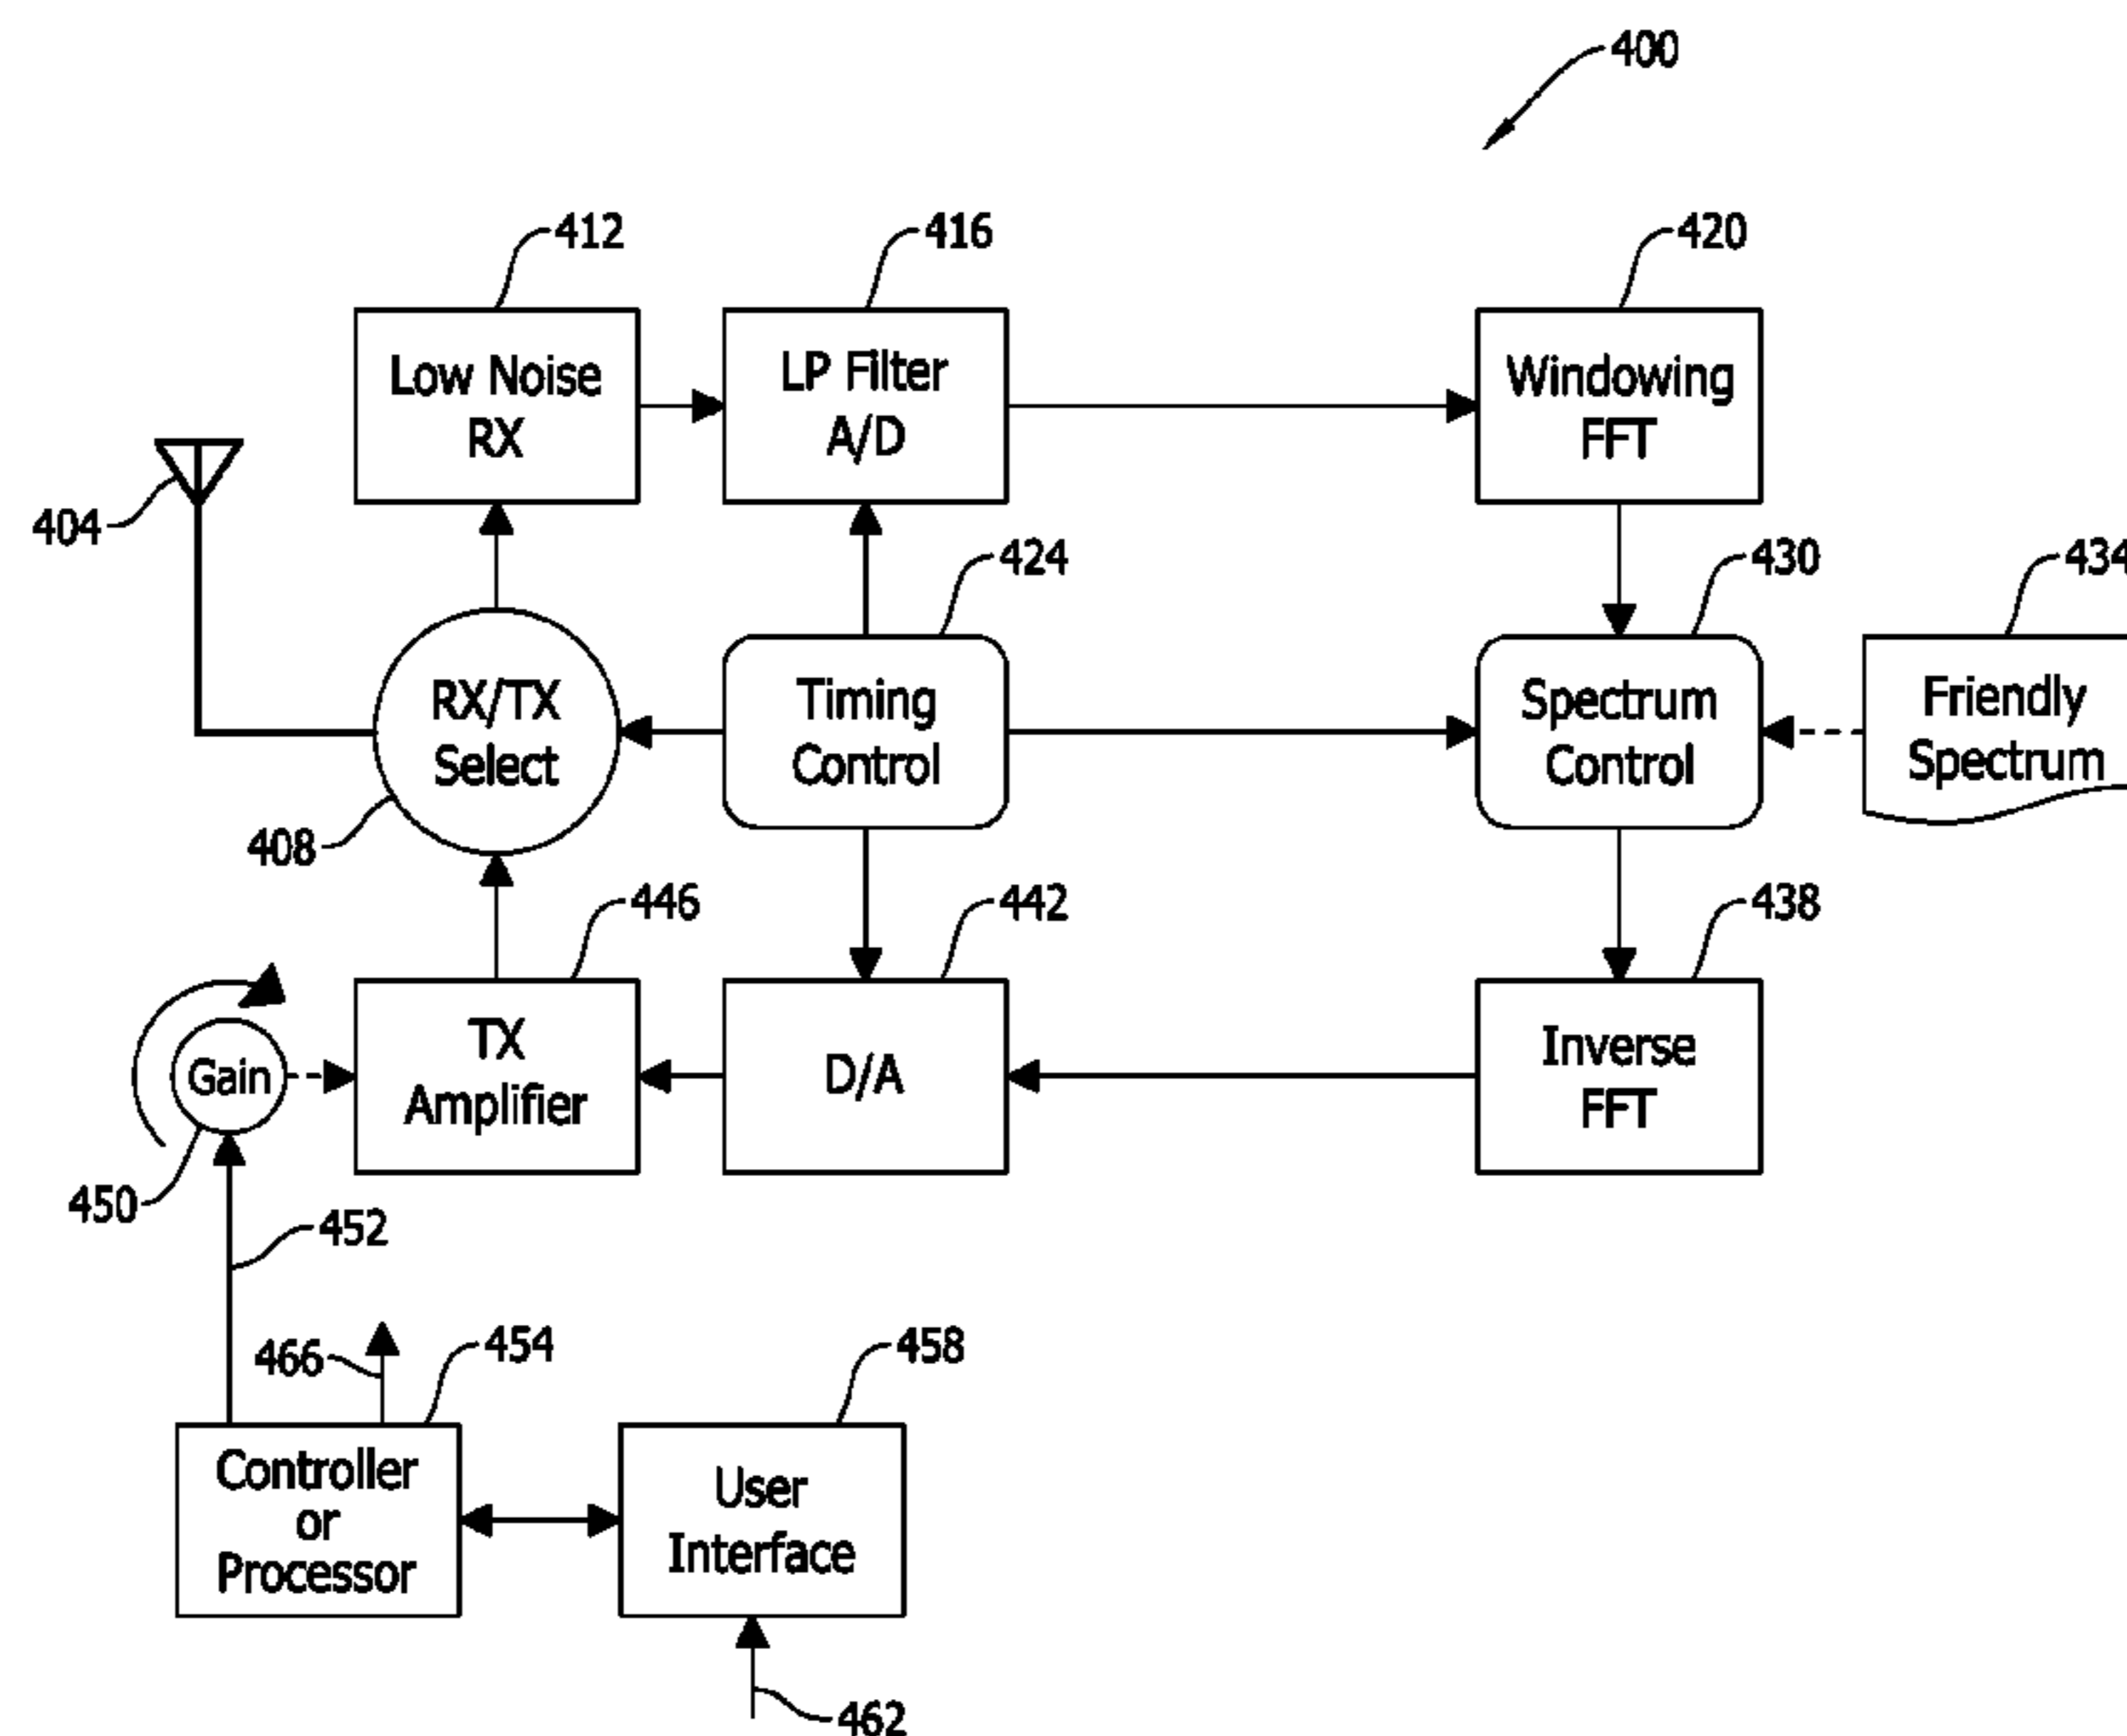 400
412
416
420
Low Noise
RX
LP Filter
A/D
Windowing
FFT
404
424
430
434
RX/TX
Select
Timing
Control
Spectrum
Control
Friendly
Spectrum
408
446
442
438
Gain
TX
Amplifier
D/A
Inverse
FFT
450
452
466
454
458
Controller
or
Processor
User
Interface
462